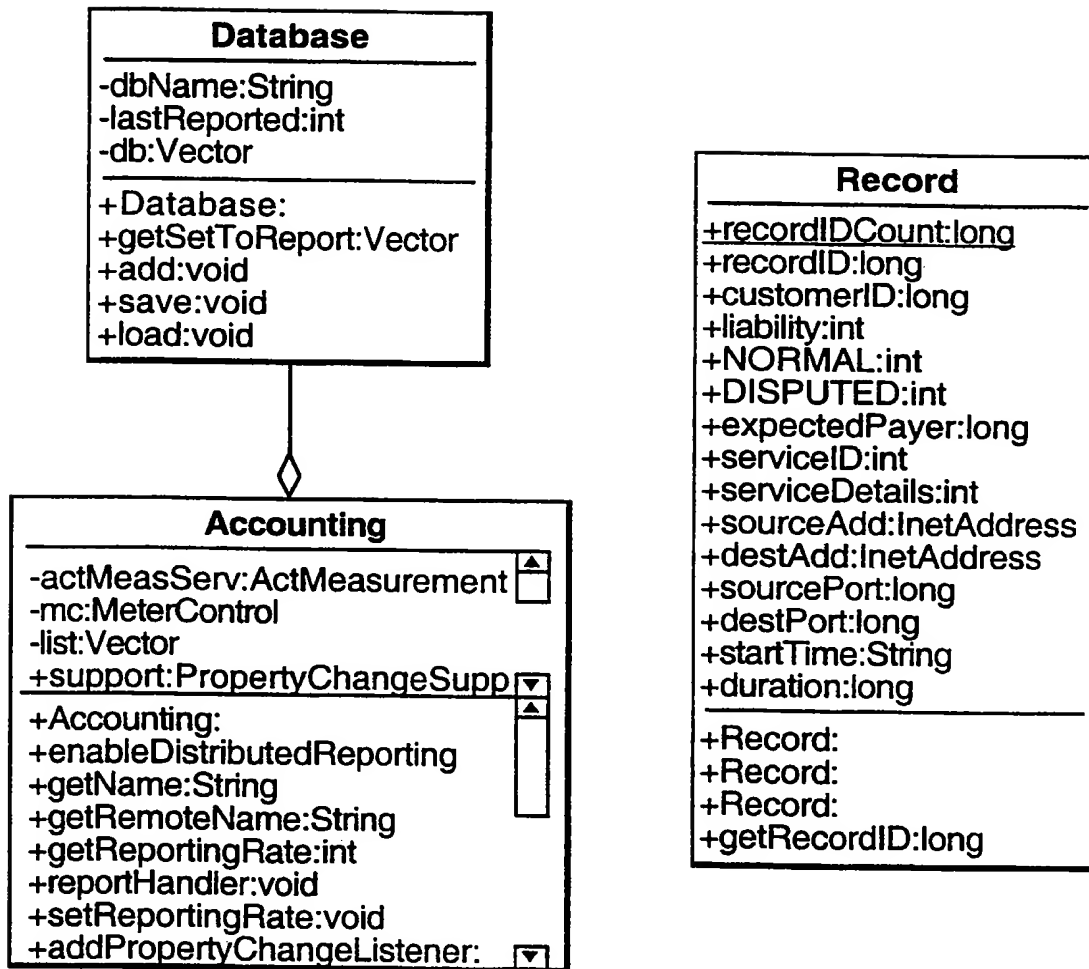 Database
-dbName:String
-lastReported:int
-db:Vector
+Database:
+getSetToReport:Vector
+add:void
+save:void
+load:void
Accounting
-actMeasServ:ActMeasurement
-mc:MeterControl
-list:Vector
+support:PropertyChangeSupp
+Accounting:
+enableDistributedReporting
+getName:String
+getRemoteName:String
+getReportingRate:int
+reportHandler:void
+setReportingRate:void
+addPropertyChangeListener:
Record
+recordIDCount:long
+recordID:long
+customerID:long
+liability:int
+NORMAL:int
+DISPUTED:int
+expectedPayer:long
+serviceID:int
+serviceDetails:int
+sourceAdd:InetAddress
+destAdd:InetAddress
+sourcePort:long
+destPort:long
+startTime:String
+duration:long
+Record:
+Record:
+Record:
+getRecordID:long